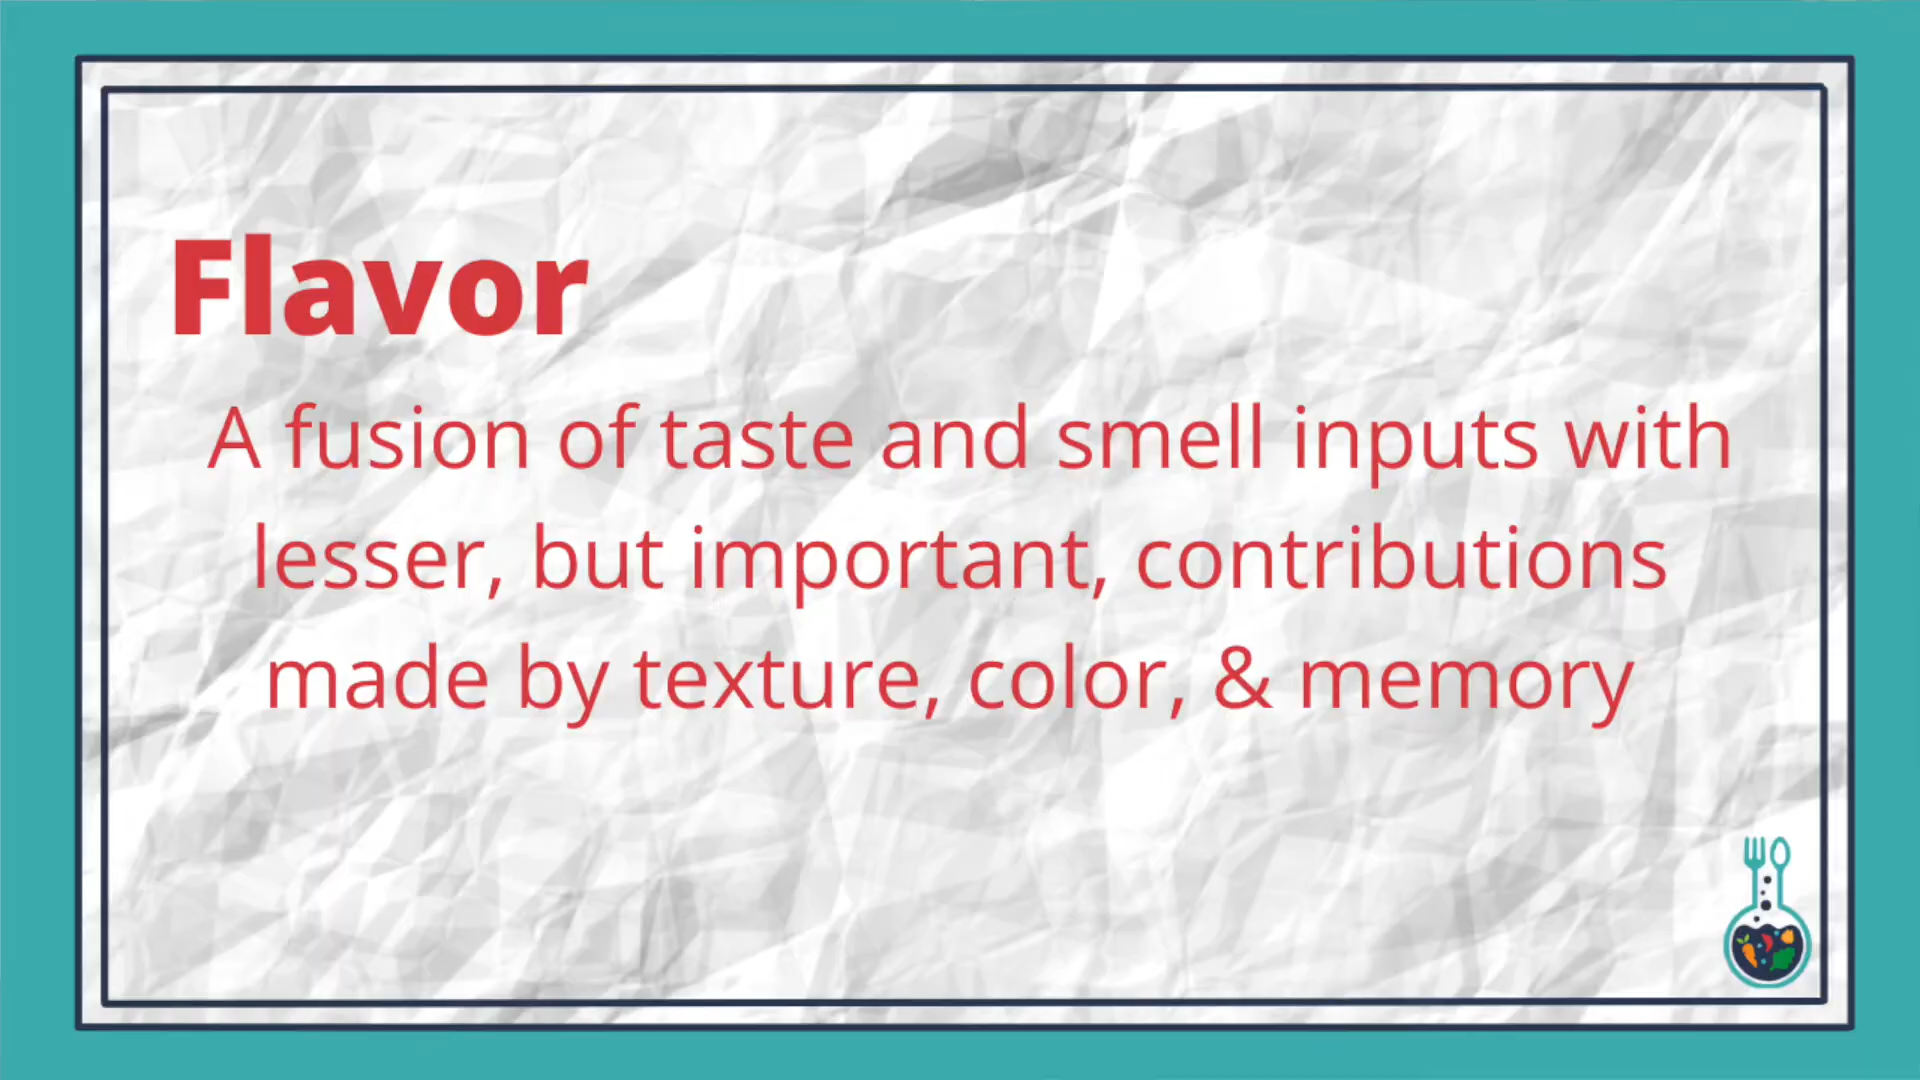 Flavor
A fusion of taste and smell inputs with
lesser, but important, contributions
made by texture, color, & memory